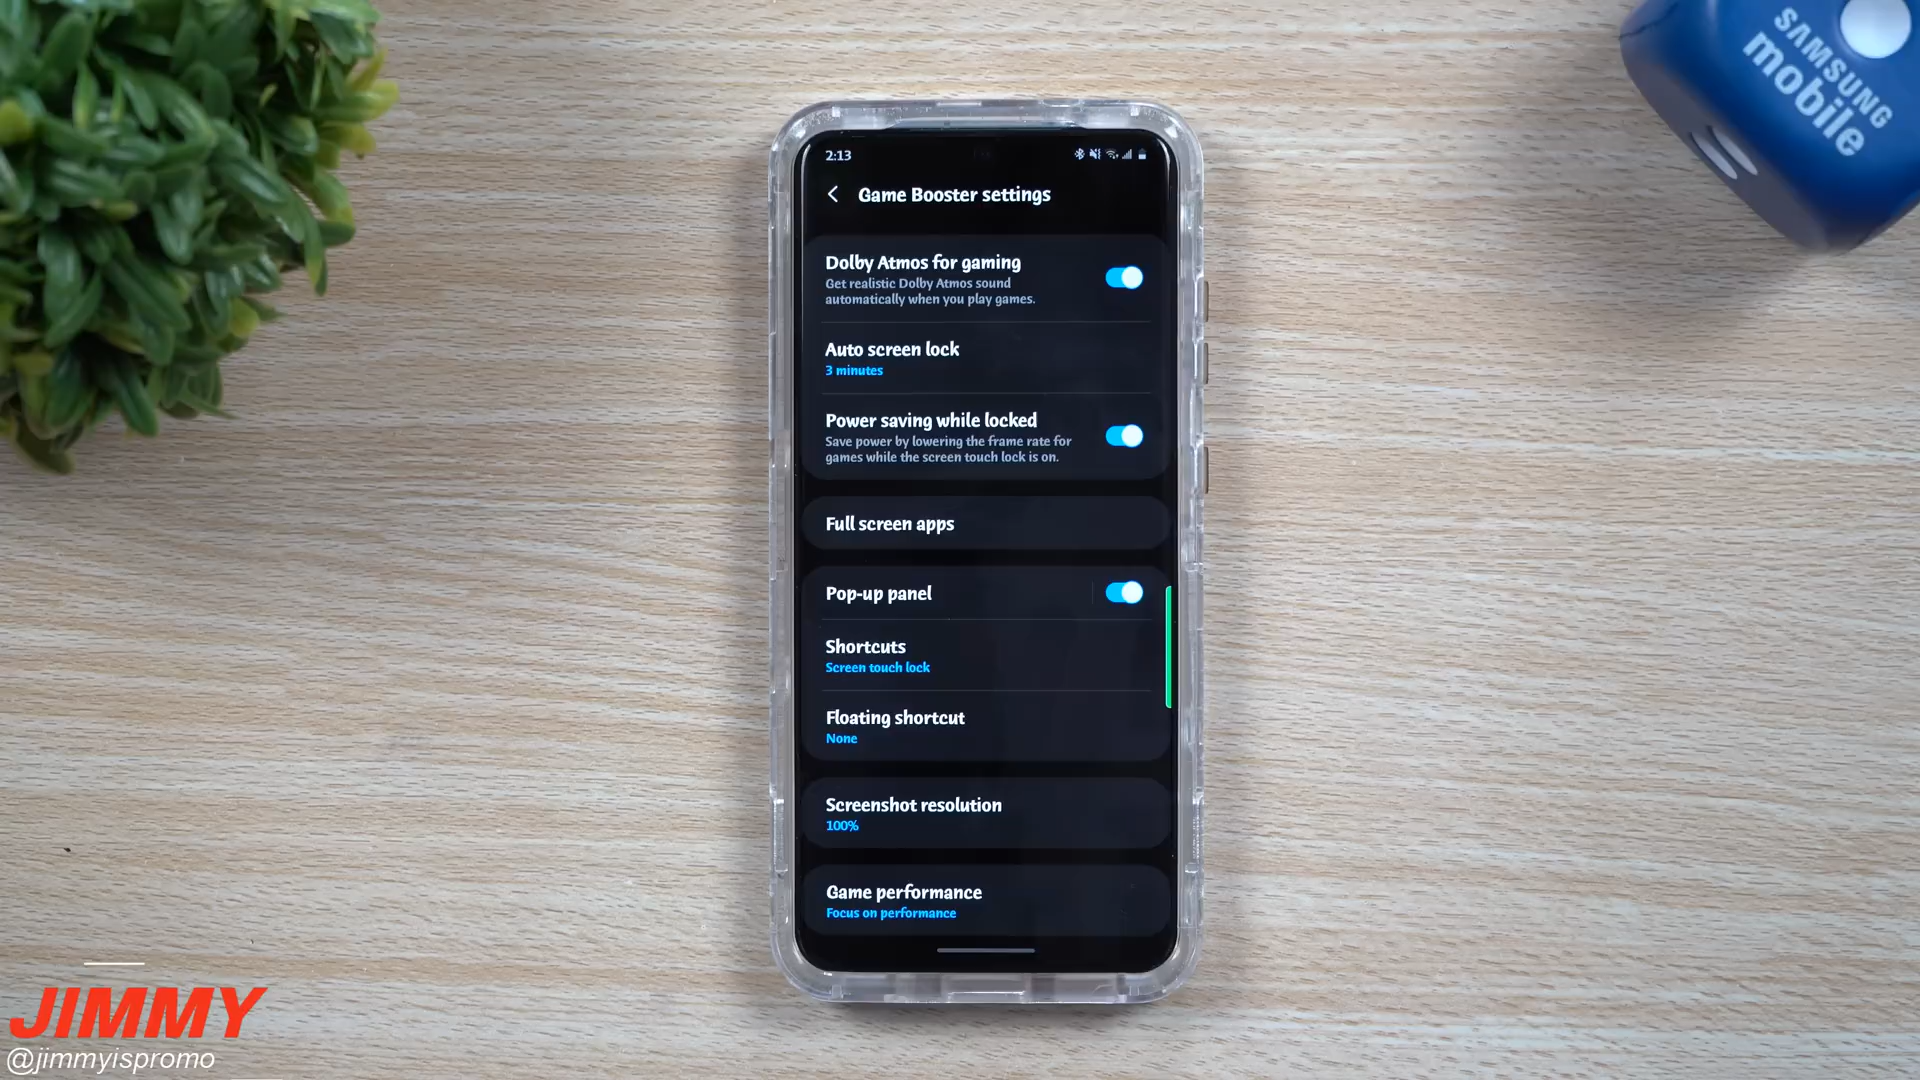 SAMSUNG
mobile
2:13
Game Booster settings
Dolby Atmos for gaming
Get realistic Dolby Atmos sound
automatically when you play games.
Auto screen lock
3 minutes
Power saving while locked
Save power by lowering the frame rate for
games while the screen touch lock is on.
Full screen apps
Pop-up panel
Shortcuts
Screen touch lock
Floating shortcut
None
Screenshot resolution
100%
Game performance
Focus on performance
JIMMY
@jimmyispromo